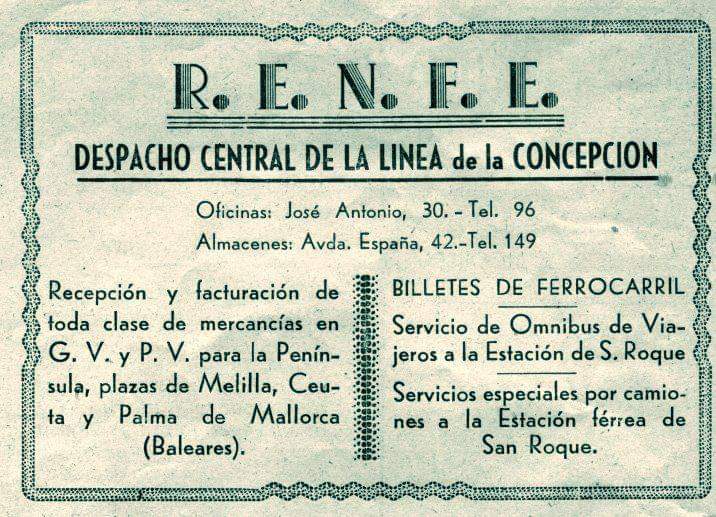 R. E. N. F. E.
DESPACHO CENTRAL DE LA LINEA de la CONCEPCION
Oficinas: José Antonio, 30. - Tel. 96
Almacenes: Avda. España, 42.-Tel. 149
Recepción y facturación de
toda clase de mercancías en
G. V. y P. V. para la Penín-
sula, plazas de Melilla, Ceu-
ta y Palma de Mallorca
(Baleares).
BILLETES DE FERROCARRIL
Servicio de Omnibus de Via-
jeros a la Estación de S. Roque
Servicios especiales por camio-
nes a la Estación férrea de
San Roque.